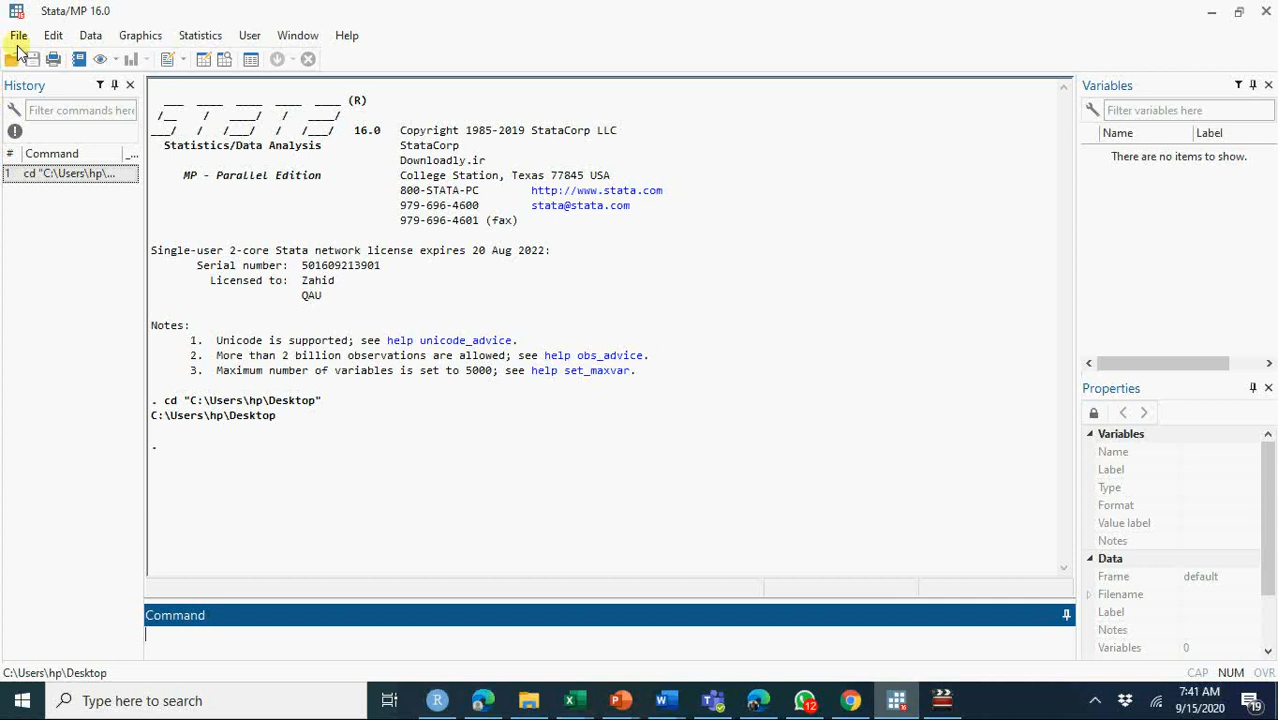 Stata/MP 16.0
File Edit Data Graphics Statistics User Window Help
History
Filter commands here
# Command
1 cd "C:\Users\hp\...
(R)
16.0 Copyright 1985-2019 StataCorp LLC
Statistics/Data Analysis StataCorp
Downloadly.ir
MP - Parallel Edition College Station, Texas 77845 USA
800-STATA-PC http://www.stata.com
979-696-4600 stata@stata.com
979-696-4601 (fax)
Single-user 2-core Stata network license expires 20 Aug 2022:
Serial number: 501609213901
Licensed to: Zahid
QAU
Notes:
1. Unicode is supported; see help unicode_advice.
2. More than 2 billion observations are allowed; see help obs_advice.
3. Maximum number of variables is set to 5000; see help set_maxvar.
. cd "C:\Users\hp\Desktop"
C:\Users\hp\Desktop
.
Command
Variables
Filter variables here
Name Label
There are no items to show.
Properties
Variables
Name
Label
Type
Format
Value label
Notes
Data
Frame default
Filename
Label
Notes
Variables 0
C:\Users\hp\Desktop
CAP NUM OVR
Type here to search
12
7:41 AM
9/15/2020
19